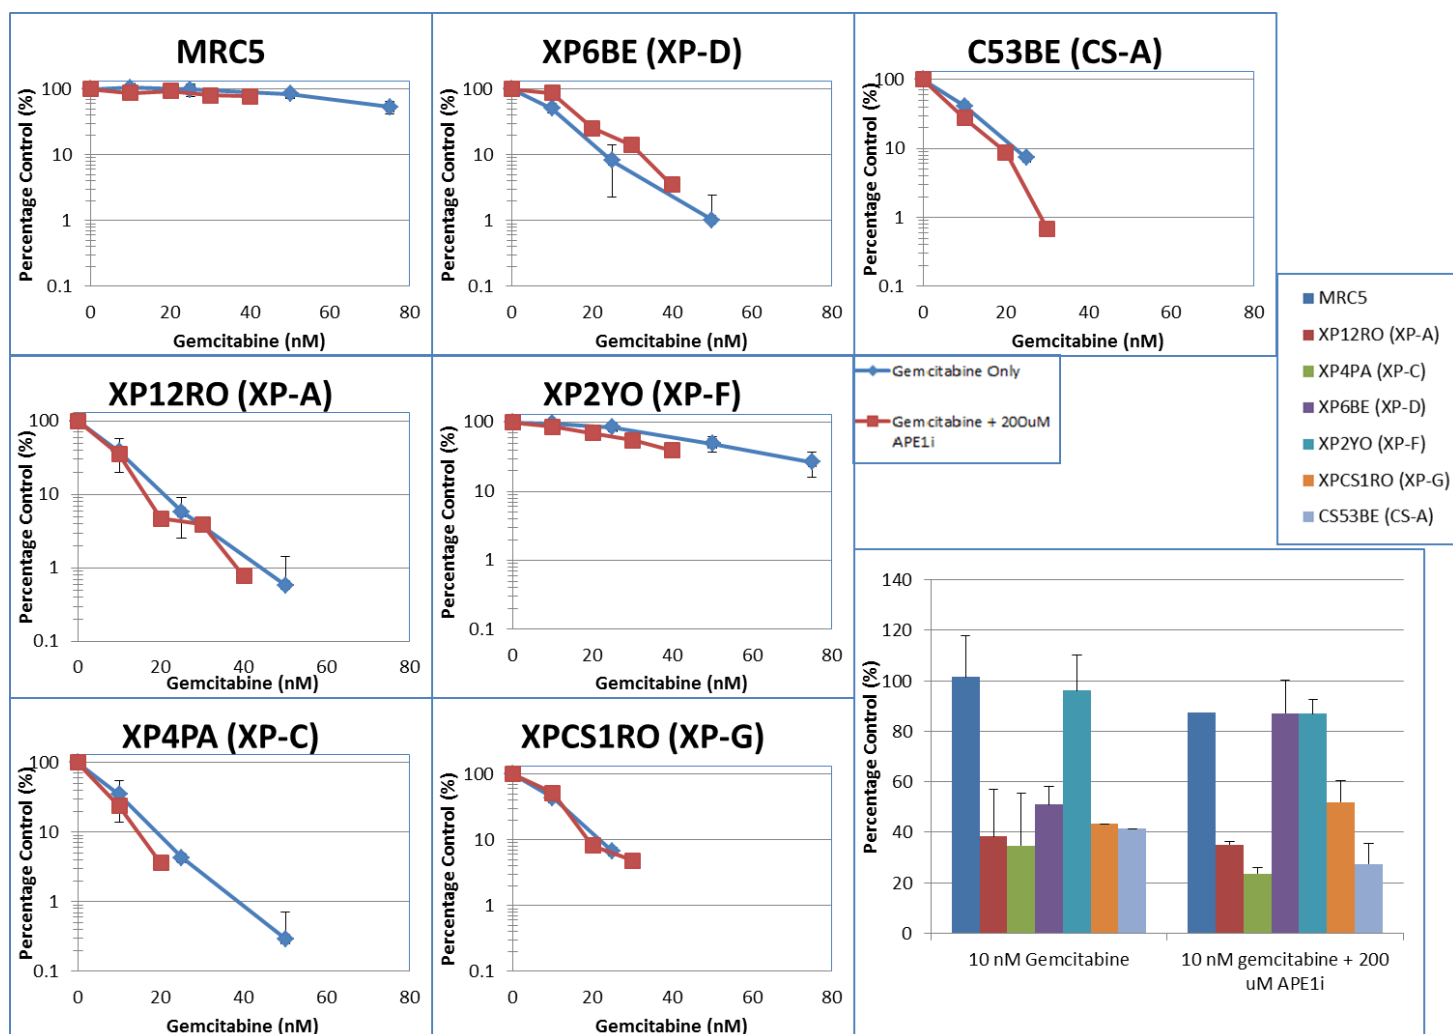 MRC5
Percentage Control (%)
100
10
1
0.1
0 20 40 60 80
Gemcitabine (nM)
XP6BE (XP-D)
Percentage Control (%)
100
10
1
0.1
0 20 40 60 80
Gemcitabine (nM)
C53BE (CS-A)
Percentage Control (%)
100
10
1
0.1
0 20 40 60 80
Gemcitabine (nM)
XP12RO (XP-A)
Percentage Control (%)
100
10
1
0.1
0 20 40 60 80
Gemcitabine (nM)
XP2YO (XP-F)
Percentage Control (%)
100
10
1
0.1
0 20 40 60 80
Gemcitabine (nM)
Gemcitabine Only
Gemcitabine + 200uM
APE1i
MRC5
XP12RO (XP-A)
XP4PA (XP-C)
XP6BE (XP-D)
XP2YO (XP-F)
XPCS1RO (XP-G)
CS53BE (CS-A)
XP4PA (XP-C)
Percentage Control (%)
100
10
1
0.1
0 20 40 60 80
Gemcitabine (nM)
XPCS1RO (XP-G)
Percentage Control (%)
100
10
1
0.1
0 20 40 60 80
Gemcitabine (nM)
Percentage Control (%)
140
120
100
80
60
40
20
0
10 nM Gemcitabine
10 nM gemcitabine + 200
uM APE1i